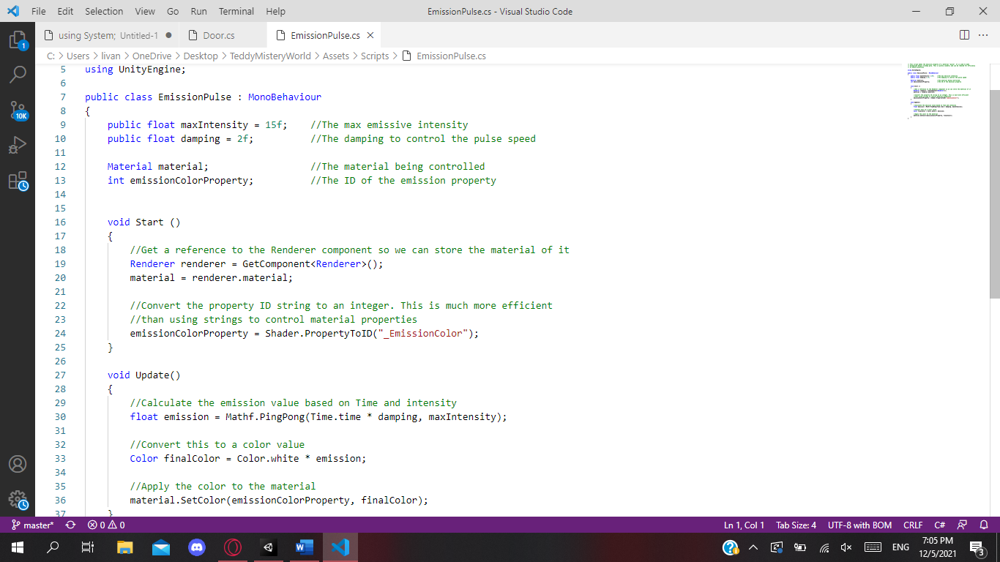 File Edit Selection View Go Run Terminal Help EmissionPulse.cs - Visual Studio Code
using System; Untitled-1 Door.cs EmissionPulse.cs
C: > Users > livan > OneDrive > Desktop > TeddyMisteryWorld > Assets > Scripts > EmissionPulse.cs
1
10K
5 using UnityEngine;
6
7 public class EmissionPulse : MonoBehaviour
8 {
9 public float maxIntensity = 15f; //The max emissive intensity
10 public float damping = 2f; //The damping to control the pulse speed
11
12 Material material; //The material being controlled
13 int emissionColorProperty; //The ID of the emission property
14
15
16 void Start ()
17 {
18 //Get a reference to the Renderer component so we can store the material of it
19 Renderer renderer = GetComponent<Renderer>();
20 material = renderer.material;
21
22 //Convert the property ID string to an integer. This is much more efficient
23 //than using strings to control material properties
24 emissionColorProperty = Shader.PropertyToID("_EmissionColor");
25 }
26
27 void Update()
28 {
29 //Calculate the emission value based on Time and intensity
30 float emission = Mathf.PingPong(Time.time * damping, maxIntensity);
31
32 //Convert this to a color value
33 Color finalColor = Color.white * emission;
34
35 //Apply the color to the material
36 material.SetColor(emissionColorProperty, finalColor);
37 }
master* 0 0 Ln 1, Col 1 Tab Size: 4 UTF-8 with BOM CRLF C#
ENG 7:05 PM
12/5/2021 3